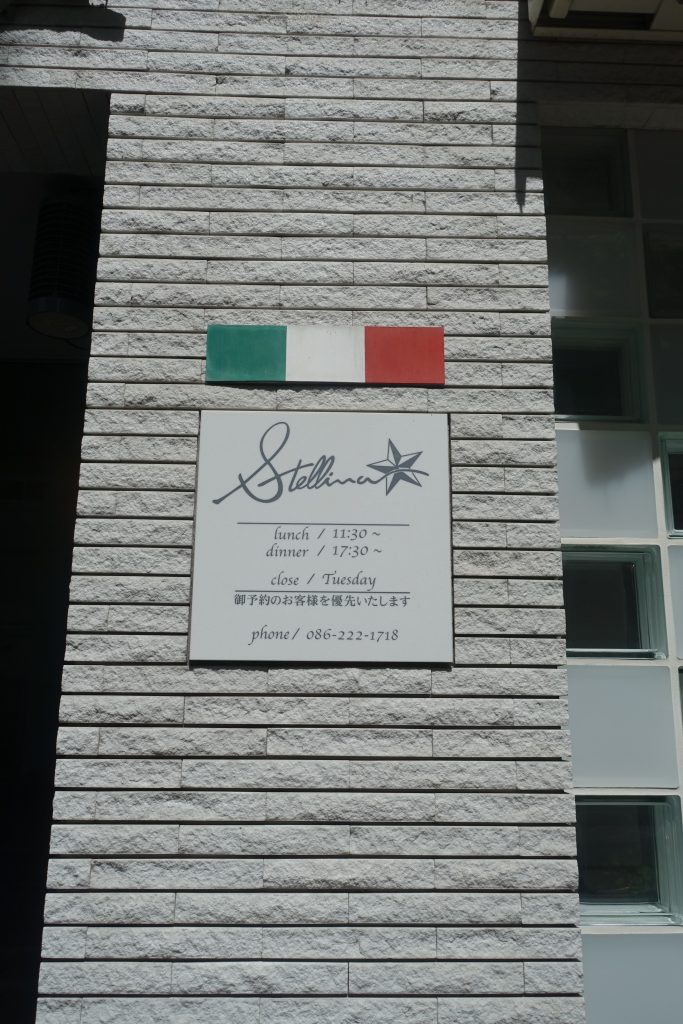 Stellina
lunch / 11:30 ~
dinner / 17:30 ~
close / Tuesday
御予約のお客様を優先いたします
phone / 086-222-1718